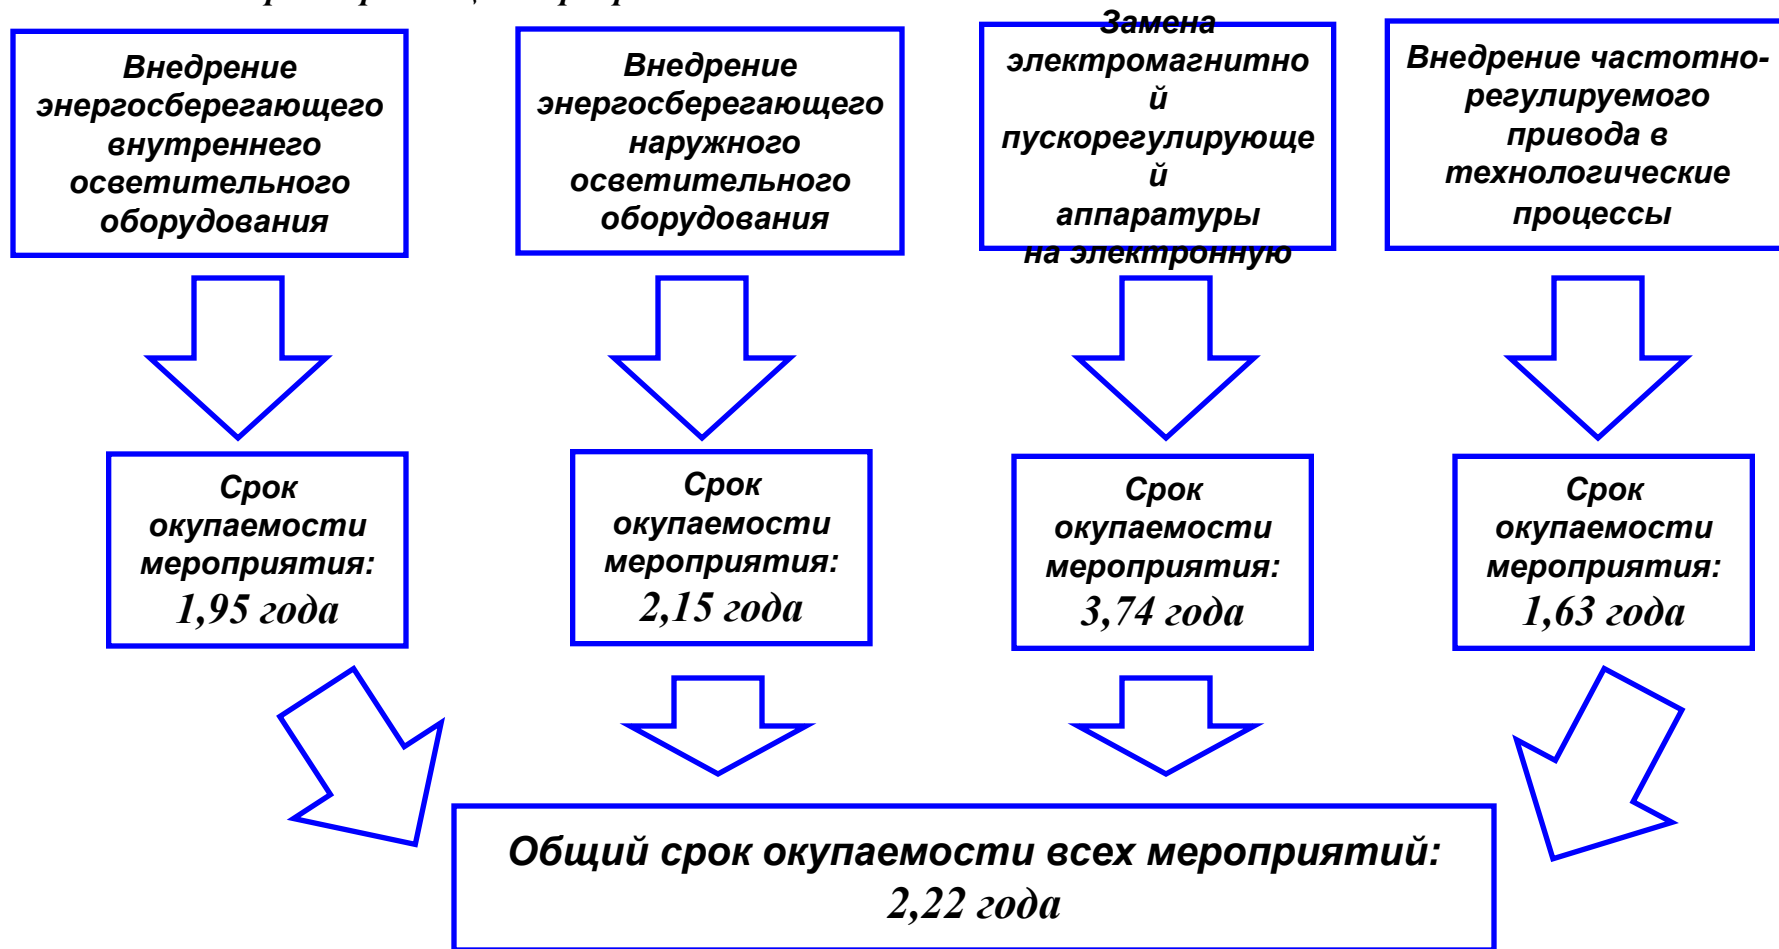 Внедрение
энергосберегающего
внутреннего
осветительного
оборудования
Внедрение
энергосберегающего
наружного
осветительного
оборудования
Замена
электромагнитно
й
пускорегулирующе
й
аппаратуры
на электронную
Внедрение частотно-
регулируемого
привода в
технологические
процессы
Срок
окупаемости
мероприятия:
1,95 года
Срок
окупаемости
мероприятия:
2,15 года
Срок
окупаемости
мероприятия:
3,74 года
Срок
окупаемости
мероприятия:
1,63 года
Общий срок окупаемости всех мероприятий:
2,22 года